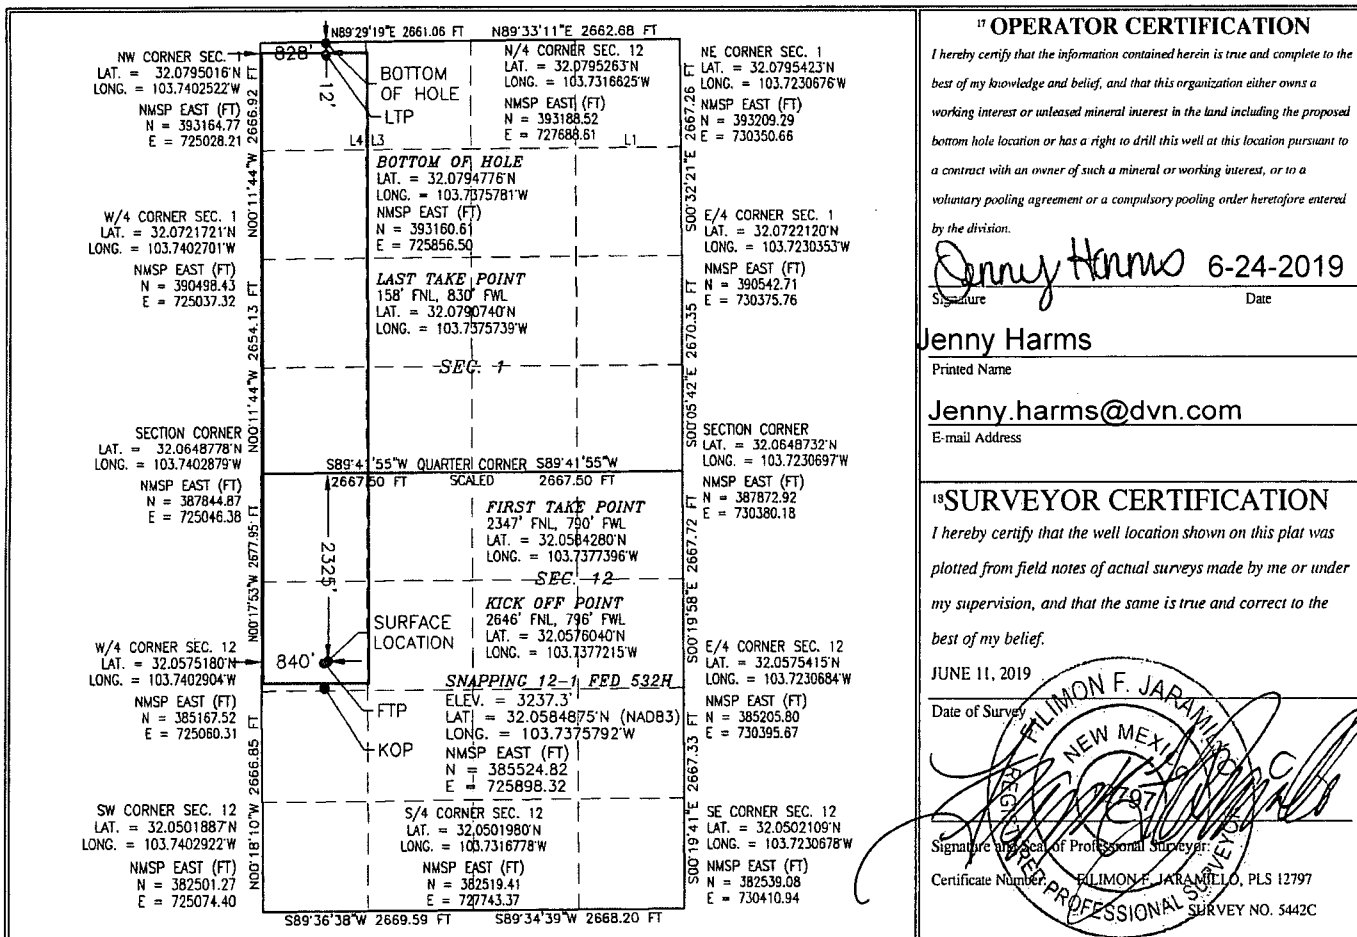 N89°29'19"E 2661.06 FT
N89°33'11"E 2662.68 FT
NW CORNER SEC. 1
LAT. = 32.0795016'N
LONG. = 103.7402522'W
NMSP EAST (FT)
N = 393164.77
E = 725028.21
828'
12'
BOTTOM
OF HOLE
LTP
L4
L3
L1
N/4 CORNER SEC. 12
LAT. = 32.0795263'N
LONG. = 103.7316625'W
NMSP EAST (FT)
N = 393188.52
E = 727688.61
NE CORNER SEC. 1
LAT. = 32.0795423'N
LONG. = 103.7230676'W
NMSP EAST (FT)
N = 393209.29
E = 730350.66
N00°11'44"W 2666.92 FT
S00°32'21"E 2667.26 FT
BOTTOM OF HOLE
LAT. = 32.0794776'N
LONG. = 103.7375781'W
NMSP EAST (FT)
N = 393160.61
E = 725856.50
W/4 CORNER SEC. 1
LAT. = 32.0721721'N
LONG. = 103.7402701'W
NMSP EAST (FT)
N = 390498.43
E = 725037.32
E/4 CORNER SEC. 1
LAT. = 32.0722120'N
LONG. = 103.7230353'W
NMSP EAST (FT)
N = 390542.71
E = 730375.76
LAST TAKE POINT
158' FNL, 830' FWL
LAT. = 32.0790740'N
LONG. = 103.7375739'W
SEC. 1
N00°11'44"W 2654.13 FT
S00°05'42"E 2670.35 FT
SECTION CORNER
LAT. = 32.0648778'N
LONG. = 103.7402879'W
NMSP EAST (FT)
N = 387844.87
E = 725046.38
S89°41'55"W QUARTER CORNER S89°41'55"W
2667.50 FT SCALED 2667.50 FT
SECTION CORNER
LAT. = 32.0648732'N
LONG. = 103.7230697'W
NMSP EAST (FT)
N = 387872.92
E = 730380.18
FIRST TAKE POINT
2347' FNL, 790' FWL
LAT. = 32.0584280'N
LONG. = 103.7377396'W
SEC. 12
N00°17'53"W 2677.95 FT
S00°19'58"E 2667.72 FT
2325'
KICK OFF POINT
2646' FNL, 796' FWL
LAT. = 32.0576040'N
LONG. = 103.7377215'W
SURFACE
LOCATION
840'
W/4 CORNER SEC. 12
LAT. = 32.0575180'N
LONG. = 103.7402904'W
NMSP EAST (FT)
N = 385167.52
E = 725060.31
E/4 CORNER SEC. 12
LAT. = 32.0575415'N
LONG. = 103.7230684'W
NMSP EAST (FT)
N = 385205.80
E = 730395.67
FTP
KOP
SNAPPING 12-1 FED 532H
ELEV. = 3237.3'
LAT. = 32.0584875'N (NAD83)
LONG. = 103.7375792'W
NMSP EAST (FT)
N = 385524.82
E = 725898.32
N00°18'10"W 2666.85 FT
S00°19'41"E 2667.33 FT
SW CORNER SEC. 12
LAT. = 32.0501887'N
LONG. = 103.7402922'W
NMSP EAST (FT)
N = 382501.27
E = 725074.40
S/4 CORNER SEC. 12
LAT. = 32.0501980'N
LONG. = 103.7316778'W
NMSP EAST (FT)
N = 382519.41
E = 727743.37
SE CORNER SEC. 12
LAT. = 32.0502109'N
LONG. = 103.7230678'W
NMSP EAST (FT)
N = 382539.08
E = 730410.94
S89°36'38"W 2669.59 FT
S89°34'39"W 2668.20 FT
17 OPERATOR CERTIFICATION
I hereby certify that the information contained herein is true and complete to the
best of my knowledge and belief, and that this organization either owns a
working interest or unleased mineral interest in the land including the proposed
bottom hole location or has a right to drill this well at this location pursuant to
a contract with an owner of such a mineral or working interest, or to a
voluntary pooling agreement or a compulsory pooling order heretofore entered
by the division.
Jenny Harms 6-24-2019
Signature Date
Jenny Harms
Printed Name
Jenny.harms@dvn.com
E-mail Address
18 SURVEYOR CERTIFICATION
I hereby certify that the well location shown on this plat was
plotted from field notes of actual surveys made by me or under
my supervision, and that the same is true and correct to the
best of my belief.
JUNE 11, 2019
Date of Survey
FILIMON F. JARAMILLO
NEW MEXICO
12797
REGISTERED PROFESSIONAL SURVEYOR
Signature and Seal of Professional Surveyor:
Certificate Number: FILIMON F. JARAMILLO, PLS 12797
SURVEY NO. 5442C